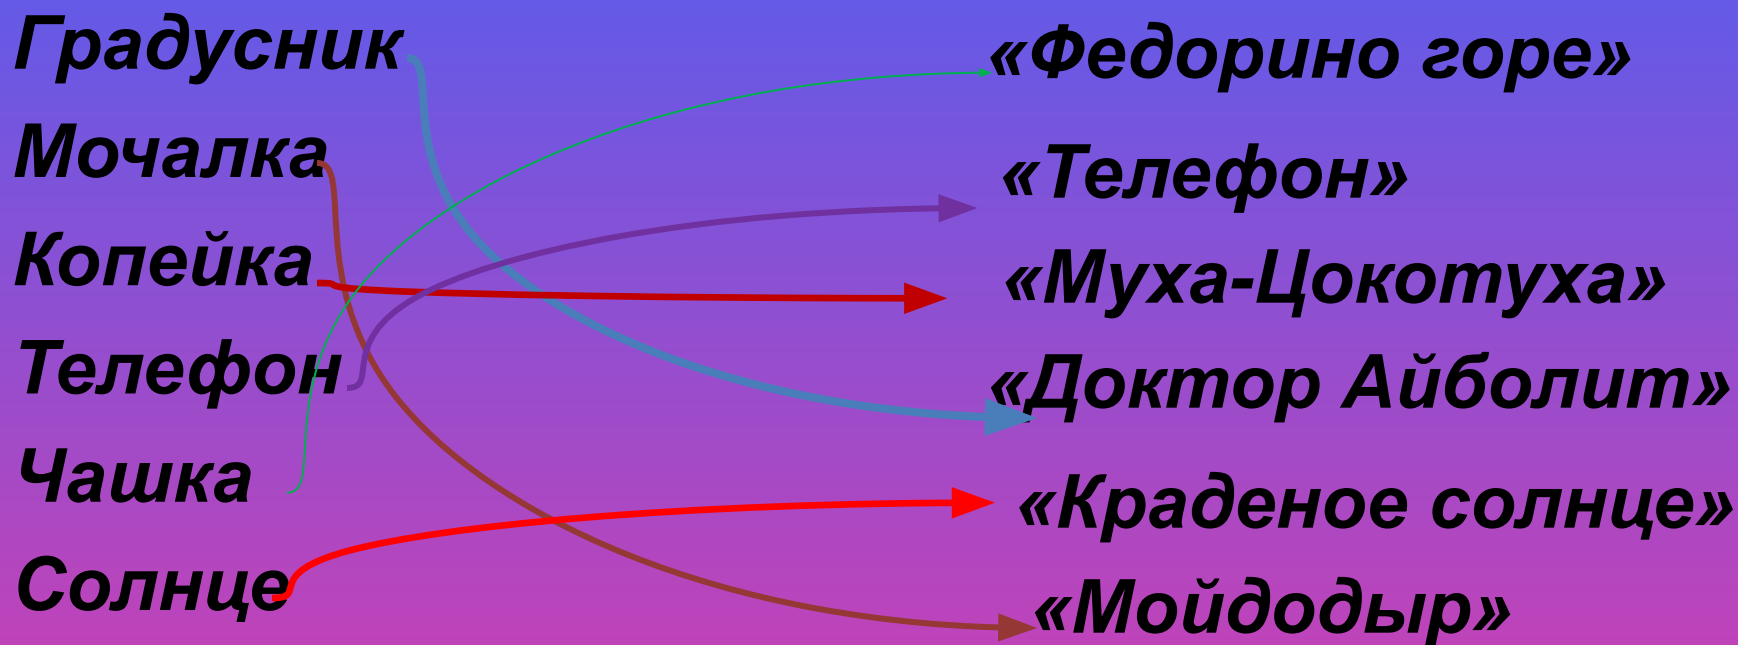 Градусник
Мочалка
Копейка
Телефон
Чашка
Солнце
«Федорино горе»
«Телефон»
«Муха-Цокотуха»
«Доктор Айболит»
«Краденое солнце»
«Мойдодыр»